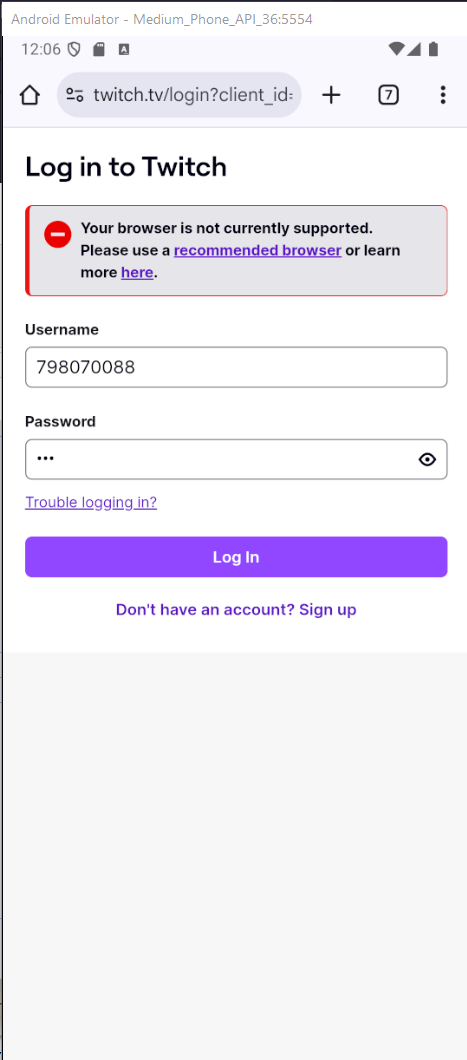 Android Emulator - Medium_Phone_API_36:5554
12:06
A
twitch.tv/login?client_id=
7
Log in to Twitch
Your browser is not currently supported.
Please use a recommended browser or learn
more here.
Username
798070088
Password
•••
Trouble logging in?
Log In
Don't have an account? Sign up